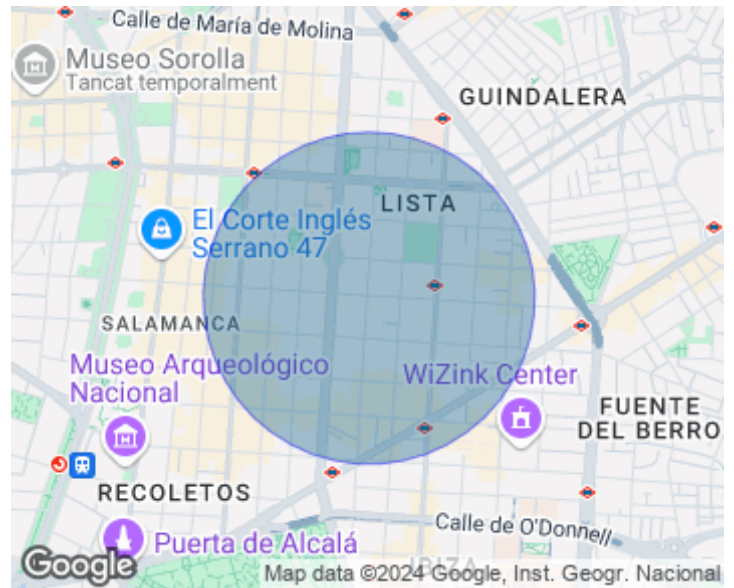 Calle de María de Molina
Museo Sorolla
Tancat temporalment
GUINDALERA
LISTA
El Corte Inglés
Serrano 47
SALAMANCA
Museo Arqueológico
Nacional
WiZink Center
FUENTE
DEL BERRO
RECOLETOS
Calle de O'Donnell
Puerta de Alcalá
IBIZA
Google
Map data ©2024 Google, Inst. Geogr. Nacional